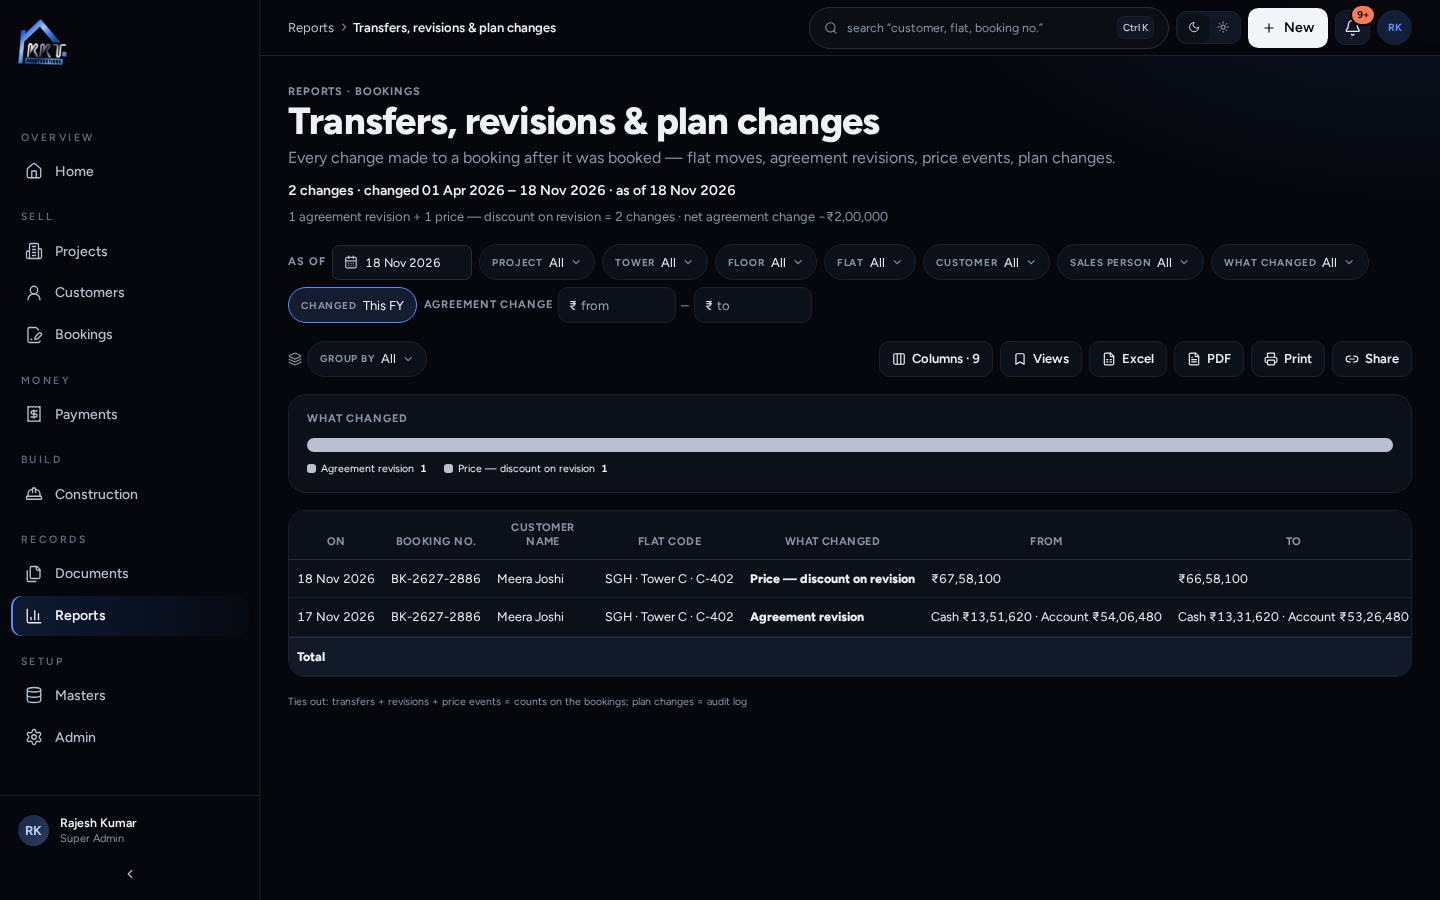 RKT
Reports > Transfers, revisions & plan changes
search “customer, flat, booking no.”
Ctrl K
New
9+
RK
OVERVIEW
Home
SELL
Projects
Customers
Bookings
MONEY
Payments
BUILD
Construction
RECORDS
Documents
Reports
SETUP
Masters
Admin
RK
Rajesh Kumar
Super Admin
REPORTS · BOOKINGS
Transfers, revisions & plan changes
Every change made to a booking after it was booked — flat moves, agreement revisions, price events, plan changes.
2 changes · changed 01 Apr 2026 – 18 Nov 2026 · as of 18 Nov 2026
1 agreement revision + 1 price — discount on revision = 2 changes · net agreement change −₹2,00,000
AS OF 18 Nov 2026 PROJECT All TOWER All FLOOR All FLAT All CUSTOMER All SALES PERSON All WHAT CHANGED All
CHANGED This FY AGREEMENT CHANGE ₹ from – ₹ to
GROUP BY All Columns · 9 Views Excel PDF Print Share
WHAT CHANGED
Agreement revision 1 Price — discount on revision 1
ON BOOKING NO. CUSTOMER NAME FLAT CODE WHAT CHANGED FROM TO
18 Nov 2026 BK-2627-2886 Meera Joshi SGH · Tower C · C-402 Price — discount on revision ₹67,58,100 ₹66,58,100
17 Nov 2026 BK-2627-2886 Meera Joshi SGH · Tower C · C-402 Agreement revision Cash ₹13,51,620 · Account ₹54,06,480 Cash ₹13,31,620 · Account ₹53,26,480
Total
Ties out: transfers + revisions + price events = counts on the bookings; plan changes = audit log